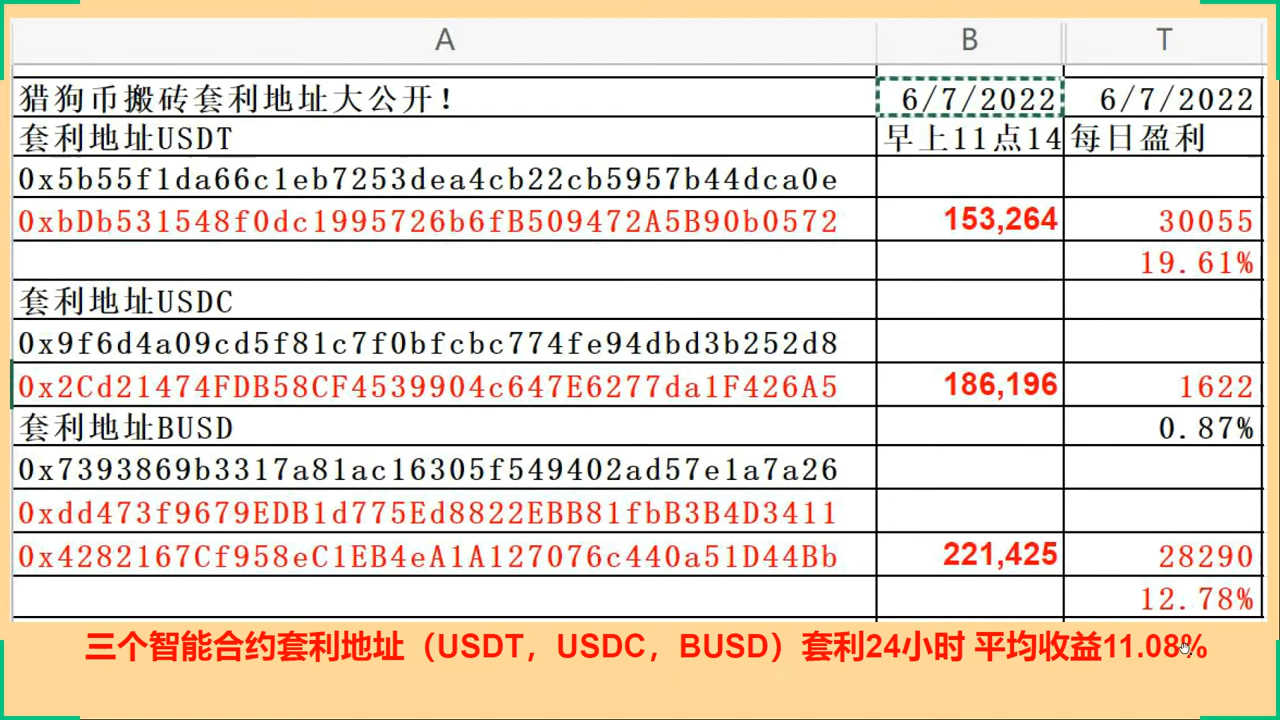 A B T
猎狗币搬砖套利地址大公开! 6/7/2022 6/7/2022
套利地址USDT 早上11点14 每日盈利
0x5b55f1da66c1eb7253dea4cb22cb5957b44dca0e
0xbDb531548f0dc1995726b6fB509472A5B90b0572 153,264 30055
19.61%
套利地址USDC
0x9f6d4a09cd5f81c7f0bfcbc774fe94dbd3b252d8
0x2Cd21474FDB58CF4539904c647E6277da1F426A5 186,196 1622
套利地址BUSD 0.87%
0x7393869b3317a81ac16305f549402ad57e1a7a26
0xdd473f9679EDB1d775Ed8822EBB81fbB3B4D3411
0x4282167Cf958eC1EB4eA1A127076c440a51D44Bb 221,425 28290
12.78%
三个智能合约套利地址（USDT，USDC，BUSD）套利24小时 平均收益11.08%